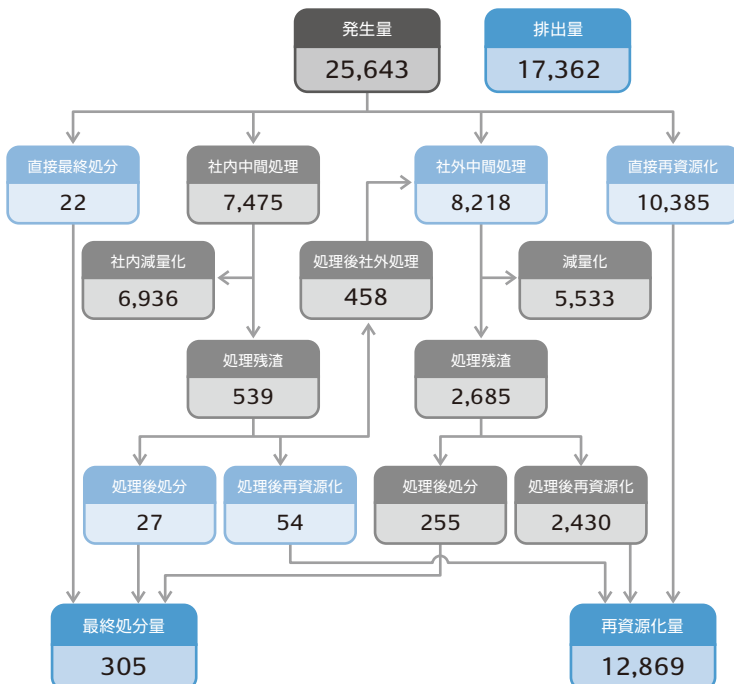 発生量
25,643
排出量
17,362
直接最終処分
22
社内中間処理
7,475
社外中間処理
8,218
直接再資源化
10,385
社内減量化
6,936
処理後社外処理
458
減量化
5,533
処理残渣
539
処理残渣
2,685
処理後処分
27
処理後再資源化
54
処理後処分
255
処理後再資源化
2,430
最終処分量
305
再資源化量
12,869